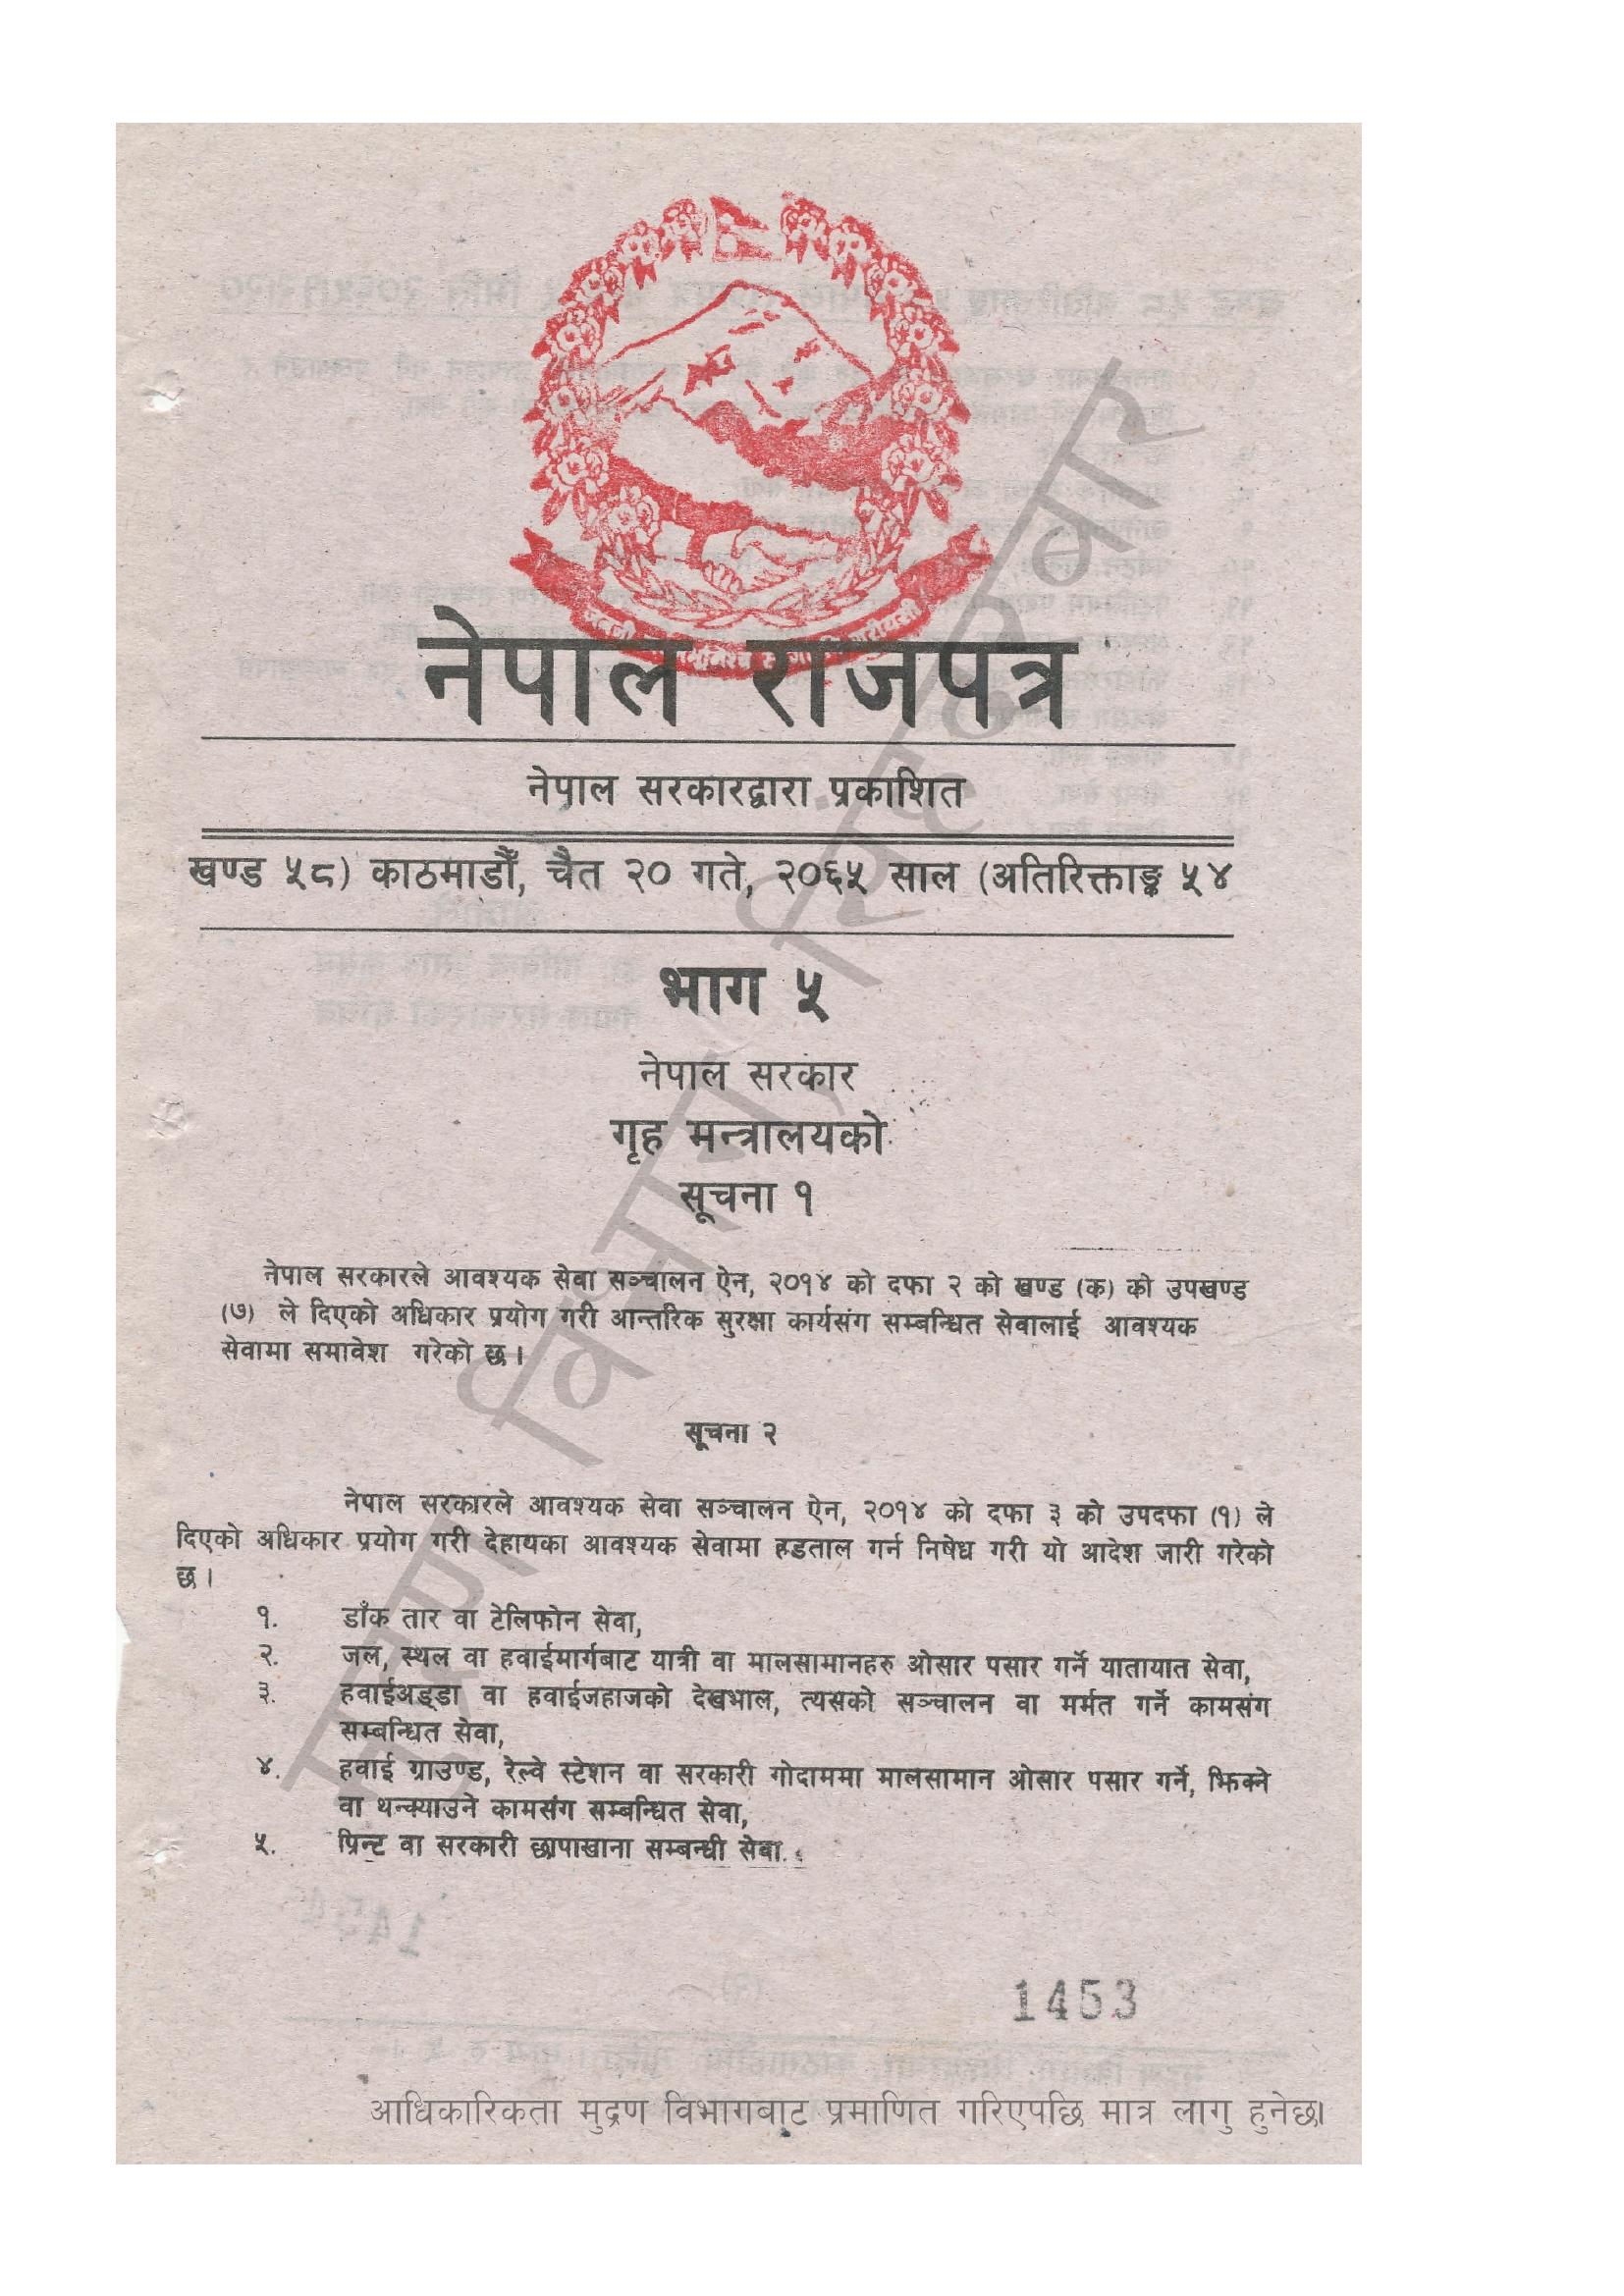 नेपाल राजपत्र
नेपाल सरकारद्वारा प्रकाशित
खण्ड ५८) काठमाडौँ, चैत २० गते, २०६५ साल (अतिरिक्ताङ्क ५४
भाग ५
नेपाल सरकार
गृह मन्त्रालयको
सूचना १
नेपाल सरकारले आवश्यक सेवा सञ्चालन ऐन, २०१४ को दफा २ को खण्ड (क) को उपखण्ड
(७) ले दिएको अधिकार प्रयोग गरी आन्तरिक सुरक्षा कार्यसंग सम्बन्धित सेवालाई आवश्यक
सेवामा समावेश गरेको छ।
सूचना २
नेपाल सरकारले आवश्यक सेवा सञ्चालन ऐन, २०१४ को दफा ३ को उपदफा (१) ले
दिएको अधिकार प्रयोग गरी देहायका आवश्यक सेवामा हडताल गर्न निषेध गरी यो आदेश जारी गरेको
छ।
१. डाँक तार वा टेलिफोन सेवा,
२. जल, स्थल वा हवाईमार्गबाट यात्री वा मालसामानहरु ओसार पसार गर्ने यातायात सेवा,
३. हवाईअड्डा वा हवाईजहाजको देखभाल, त्यसको सञ्चालन वा मर्मत गर्ने कामसंग
सम्बन्धित सेवा,
४. हवाई ग्राउण्ड, रेल्वे स्टेशन वा सरकारी गोदाममा मालसामान ओसार पसार गर्ने, झिक्ने
वा थन्क्याउने कामसंग सम्बन्धित सेवा,
५. प्रिन्ट वा सरकारी छापाखाना सम्बन्धी सेवा.
1453
आधिकारिकता मुद्रण विभागबाट प्रमाणित गरिएपछि मात्र लागु हुनेछ।
मुद्रण विभाग, सिंहदरबार